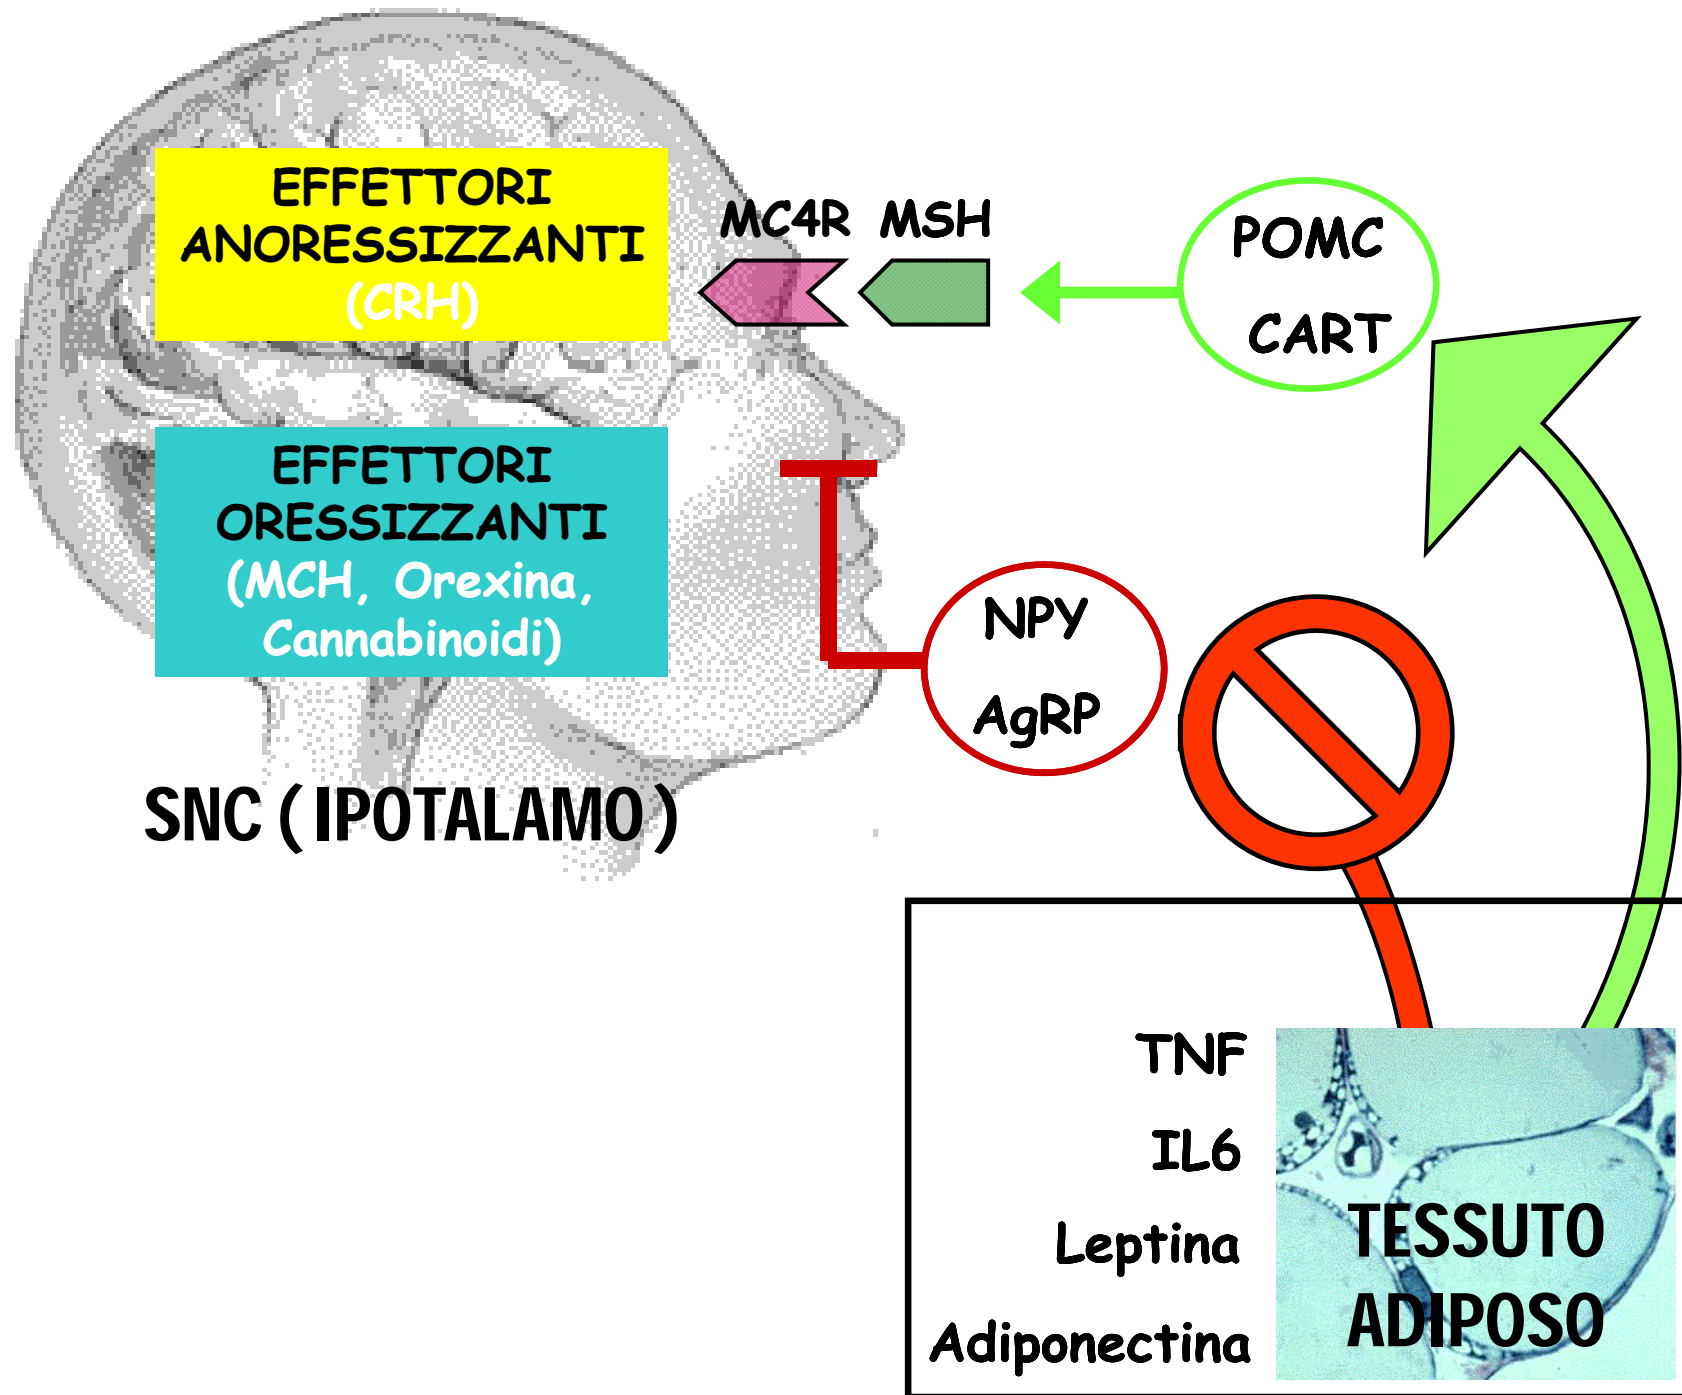 EFFETTORI
ANORESSIZZANTI
(CRH)
MC4R MSH
POMC
CART
EFFETTORI
ORESSIZZANTI
(MCH, Orexina,
Cannabinoidi)
NPY
AgRP
SNC (IPOTALAMO)
TNF
IL6
Leptina
Adiponectina
TESSUTO
ADIPOSO